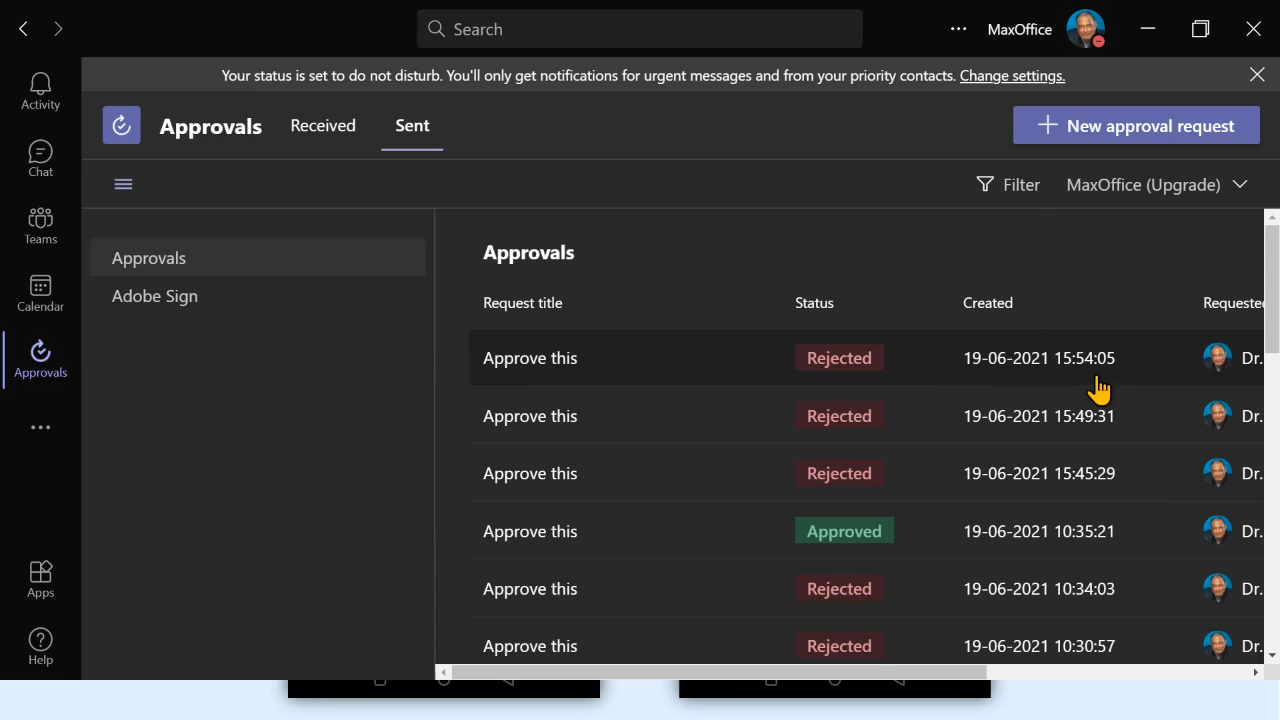 Search
MaxOffice
Your status is set to do not disturb. You'll only get notifications for urgent messages and from your priority contacts. Change settings.
Activity
Chat
Teams
Calendar
Approvals
Apps
Help
Approvals Received Sent
New approval request
Filter MaxOffice (Upgrade)
Approvals
Adobe Sign
Approvals
Request title Status Created Requested
Approve this Rejected 19-06-2021 15:54:05 Dr.
Approve this Rejected 19-06-2021 15:49:31 Dr.
Approve this Rejected 19-06-2021 15:45:29 Dr.
Approve this Approved 19-06-2021 10:35:21 Dr.
Approve this Rejected 19-06-2021 10:34:03 Dr.
Approve this Rejected 19-06-2021 10:30:57 Dr.